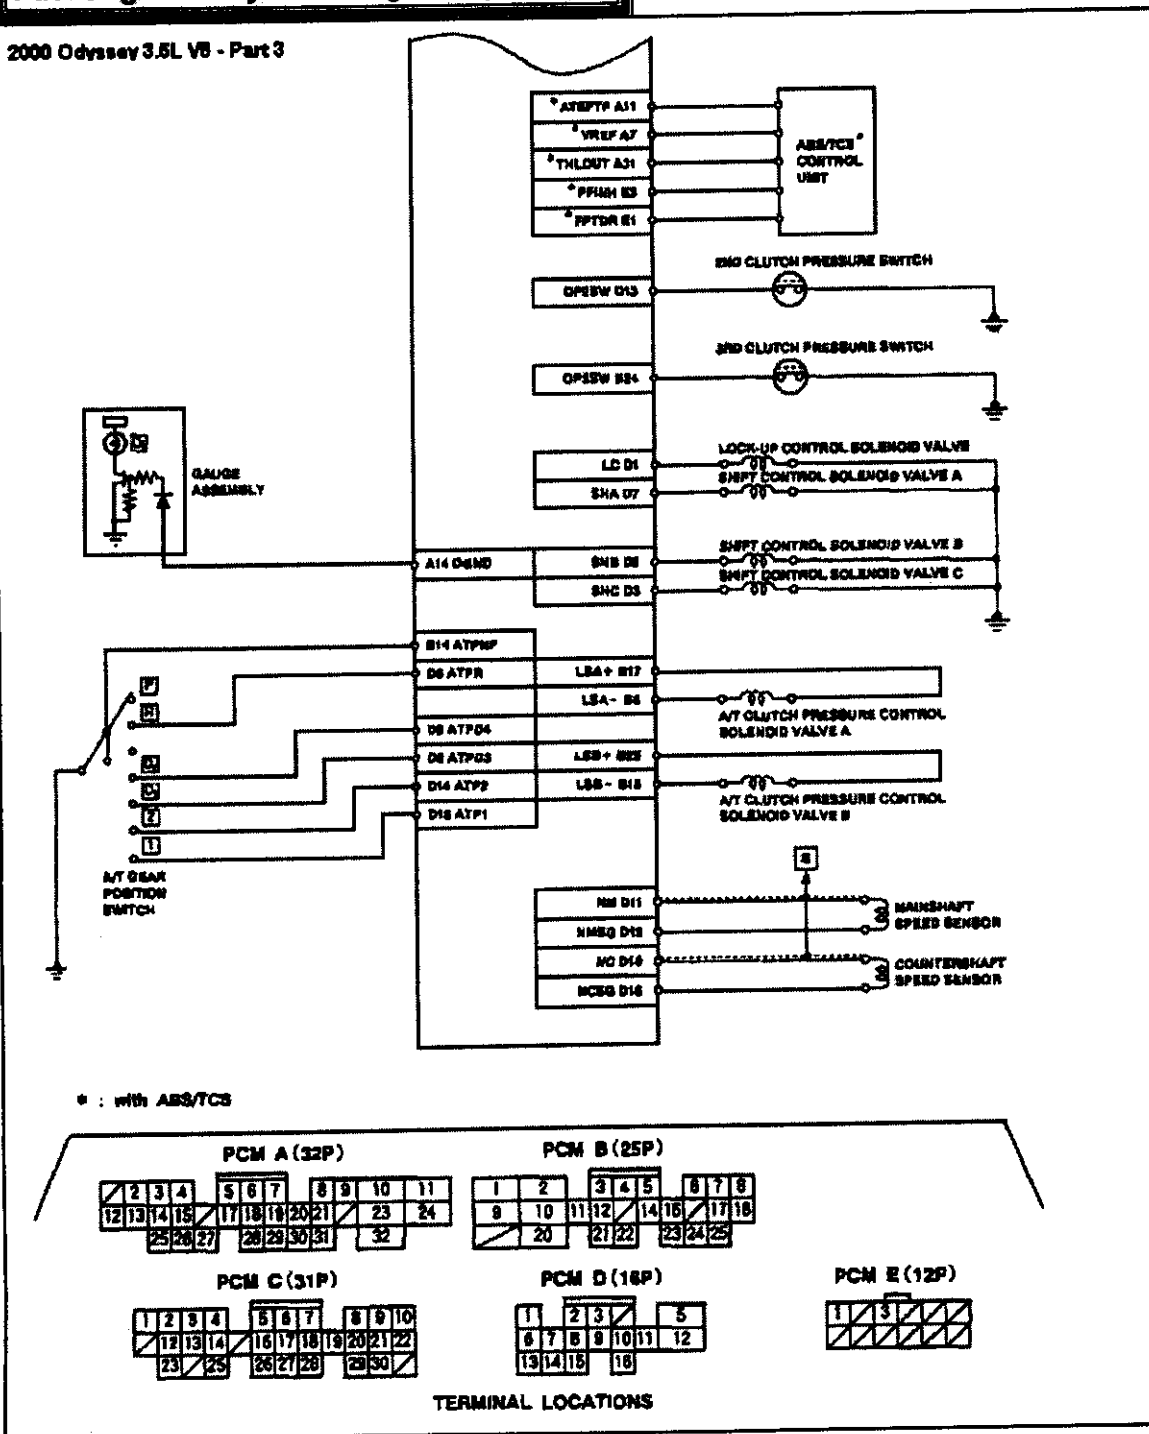 2000 Odyssey 3.5L V6 - Part 3
* ATEFTP A11
* VREF A7
* THLOUT A31
* PFINH E3
* FPTDR E1
ABS/TCS *
CONTROL
UNIT
2ND CLUTCH PRESSURE SWITCH
OP2SW D13
3RD CLUTCH PRESSURE SWITCH
OP3SW B24
GAUGE
ASSEMBLY
LC D1
LOCK-UP CONTROL SOLENOID VALVE
SHA D7
SHIFT CONTROL SOLENOID VALVE A
A14 D4IND
SHB D2
SHIFT CONTROL SOLENOID VALVE B
SHC D3
SHIFT CONTROL SOLENOID VALVE C
B14 ATPNP
D6 ATPR
LSA+ B17
P
R
LSA- B8
A/T CLUTCH PRESSURE CONTROL
SOLENOID VALVE A
D9 ATPD4
D8 ATPD3
LSB+ B25
D14 ATP2
LSB- B18
A/T CLUTCH PRESSURE CONTROL
SOLENOID VALVE B
D15 ATP1
2
1
A/T GEAR
POSITION
SWITCH
NM D11
NMSG D12
MAINSHAFT
SPEED SENSOR
NC D10
NCSG D16
COUNTERSHAFT
SPEED SENSOR
* : with ABS/TCS
PCM A (32P)
2 3 4 5 6 7 8 9 10 11
12 13 14 15 17 18 19 20 21 23 24
25 26 27 28 29 30 31 32
PCM B (25P)
1 2 3 4 5 6 7 8
9 10 11 12 14 15 17 18
20 21 22 23 24 25
PCM C (31P)
1 2 3 4 5 6 7 8 9 10
12 13 14 16 17 18 19 20 21 22
23 25 26 27 28 29 30
PCM D (16P)
1 2 3 5
6 7 8 9 10 11 12
13 14 15 16
PCM E (12P)
1 3
TERMINAL LOCATIONS